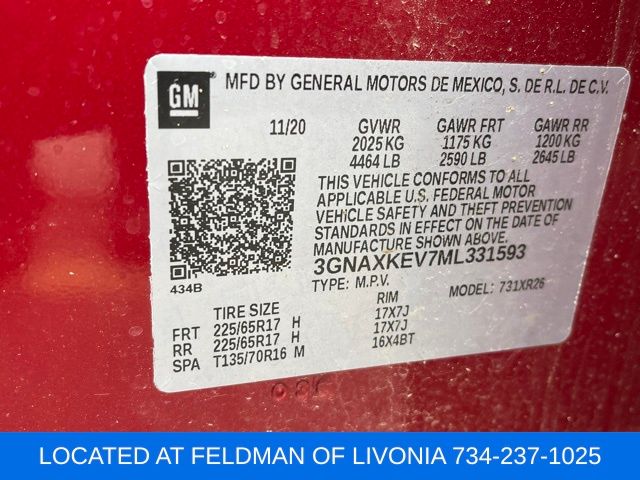 GM
MFD BY GENERAL MOTORS DE MEXICO, S. DE R.L. DE C.V.
11/20 GVWR GAWR FRT GAWR RR
2025 KG 1175 KG 1200 KG
4464 LB 2590 LB 2645 LB
THIS VEHICLE CONFORMS TO ALL
APPLICABLE U.S. FEDERAL MOTOR
VEHICLE SAFETY AND THEFT PREVENTION
STANDARDS IN EFFECT ON THE DATE OF
MANUFACTURE SHOWN ABOVE.
3GNAXKEV7ML331593
434B
TYPE: M.P.V. MODEL: 731XR26
TIRE SIZE RIM
FRT 225/65R17 H 17X7J
RR 225/65R17 H 17X7J
SPA T135/70R16 M 16X4BT
LOCATED AT FELDMAN OF LIVONIA 734-237-1025